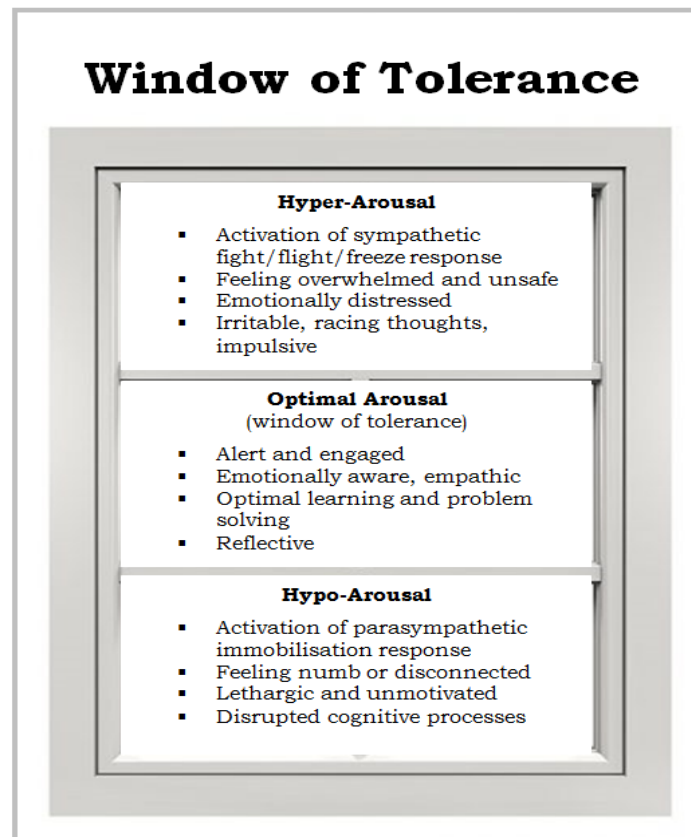 Window of Tolerance
Hyper-Arousal
▪ Activation of sympathetic
fight/flight/freeze response
▪ Feeling overwhelmed and unsafe
▪ Emotionally distressed
▪ Irritable, racing thoughts,
impulsive
Optimal Arousal
(window of tolerance)
▪ Alert and engaged
▪ Emotionally aware, empathic
▪ Optimal learning and problem
solving
▪ Reflective
Hypo-Arousal
▪ Activation of parasympathetic
immobilisation response
▪ Feeling numb or disconnected
▪ Lethargic and unmotivated
▪ Disrupted cognitive processes